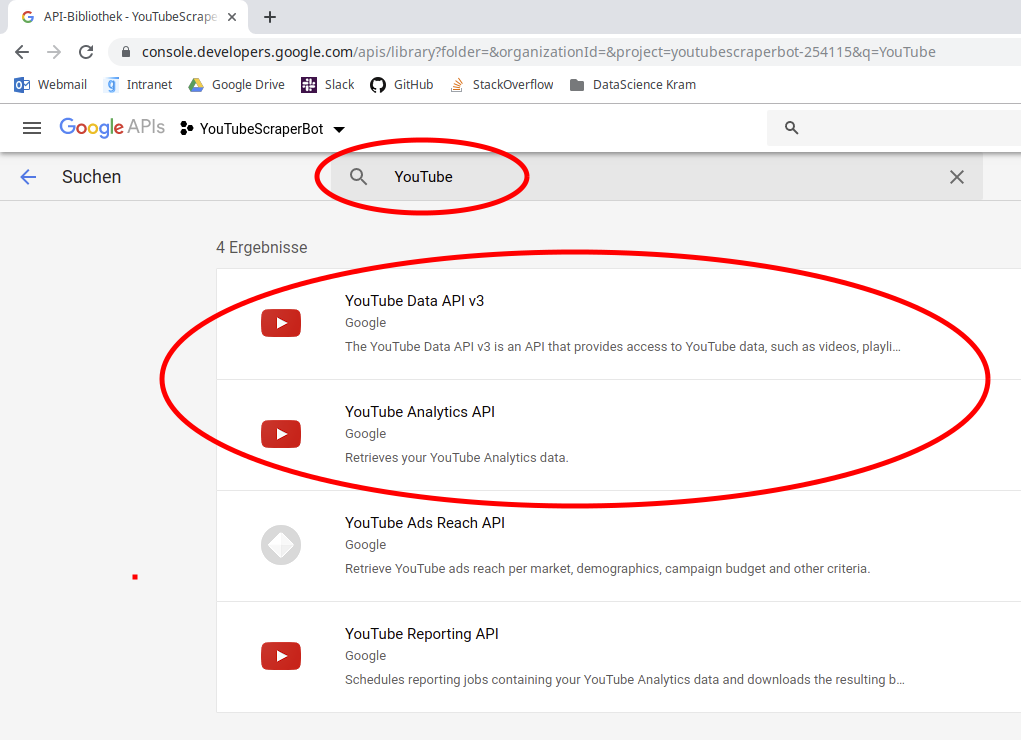 API-Bibliothek - YouTubeScrape
console.developers.google.com/apis/library?folder=&organizationId=&project=youtubescraperbot-254115&q=YouTube
Webmail Intranet Google Drive Slack GitHub StackOverflow DataScience Kram
Google APIs YouTubeScraperBot
Suchen YouTube
4 Ergebnisse
YouTube Data API v3
Google
The YouTube Data API v3 is an API that provides access to YouTube data, such as videos, playli...
YouTube Analytics API
Google
Retrieves your YouTube Analytics data.
YouTube Ads Reach API
Google
Retrieve YouTube ads reach per market, demographics, campaign budget and other criteria.
YouTube Reporting API
Google
Schedules reporting jobs containing your YouTube Analytics data and downloads the resulting b...